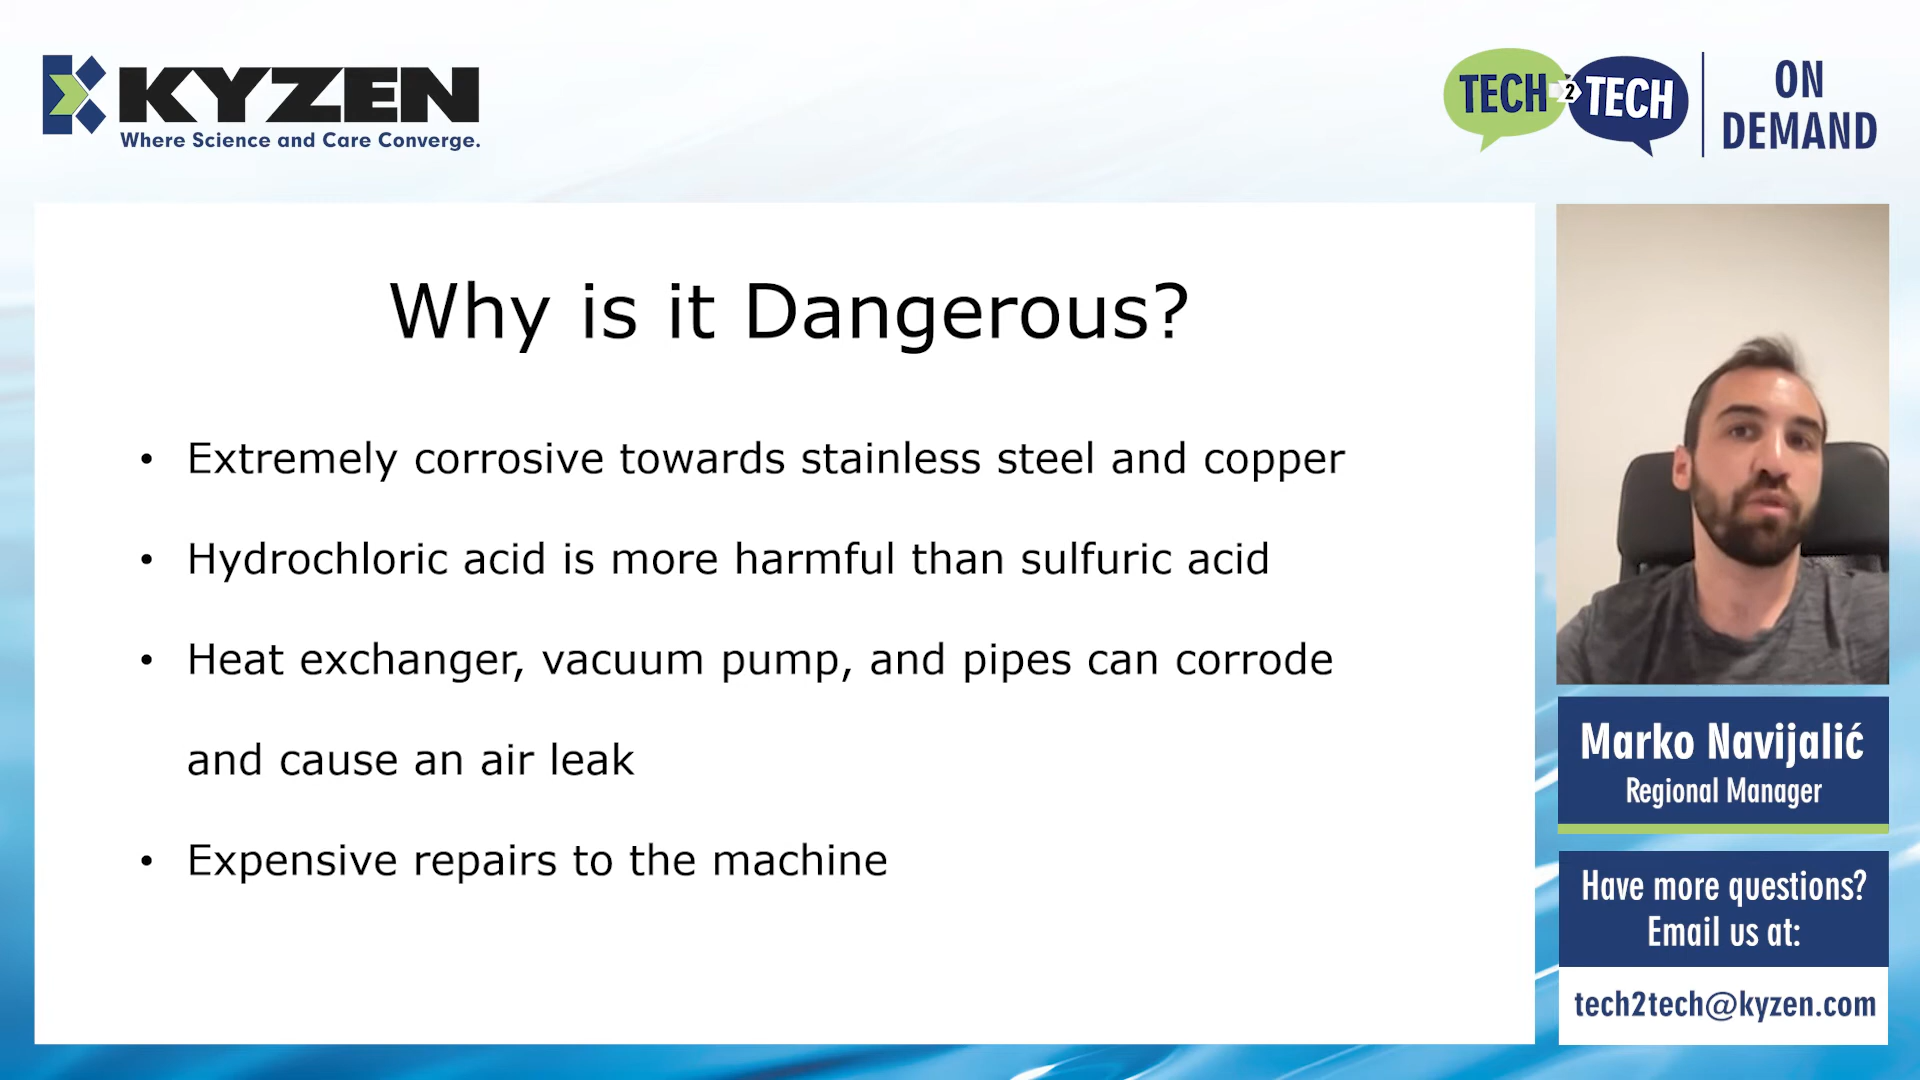 KYZEN
Where Science and Care Converge.
TECH 2 TECH
ON
DEMAND
Why is it Dangerous?
• Extremely corrosive towards stainless steel and copper
• Hydrochloric acid is more harmful than sulfuric acid
• Heat exchanger, vacuum pump, and pipes can corrode
and cause an air leak
• Expensive repairs to the machine
Marko Navijalić
Regional Manager
Have more questions?
Email us at:
tech2tech@kyzen.com